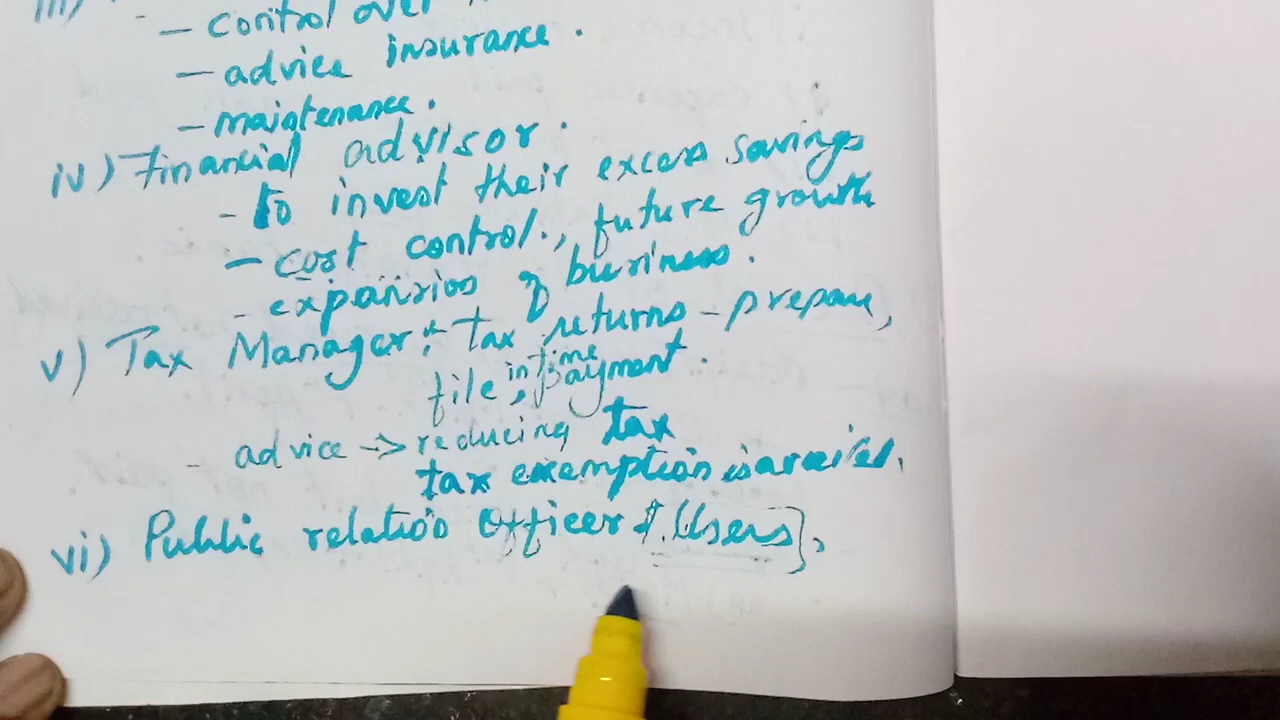 iii)
- control over
- advice insurance.
- maintenance.
iv) Financial advisor.
- to invest their excess savings
- cost control., future growth
- expansion of business.
v) Tax Manager: tax returns - prepare,
file in time, payment.
- advice -> reducing tax
tax exemption is availed.
vi) Public relation Officer [Users],